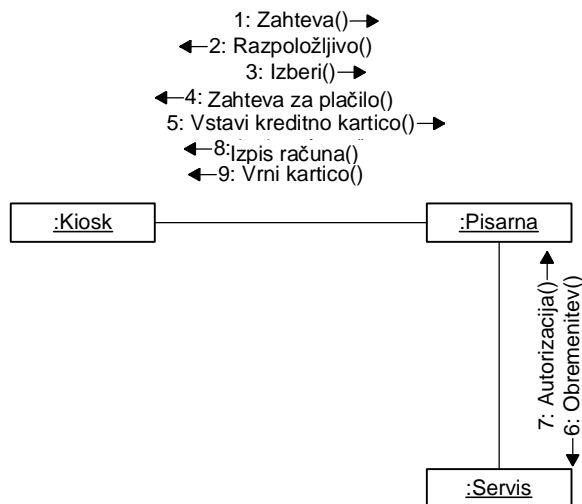 1: Zahteva()
2: Razpoložljivo()
3: Izberi()
4: Zahteva za plačilo()
5: Vstavi kreditno kartico()
8: Izpis računa()
9: Vrni kartico()
:Kiosk
:Pisarna
7: Avtorizacija()
6: Obremenitev()
:Servis